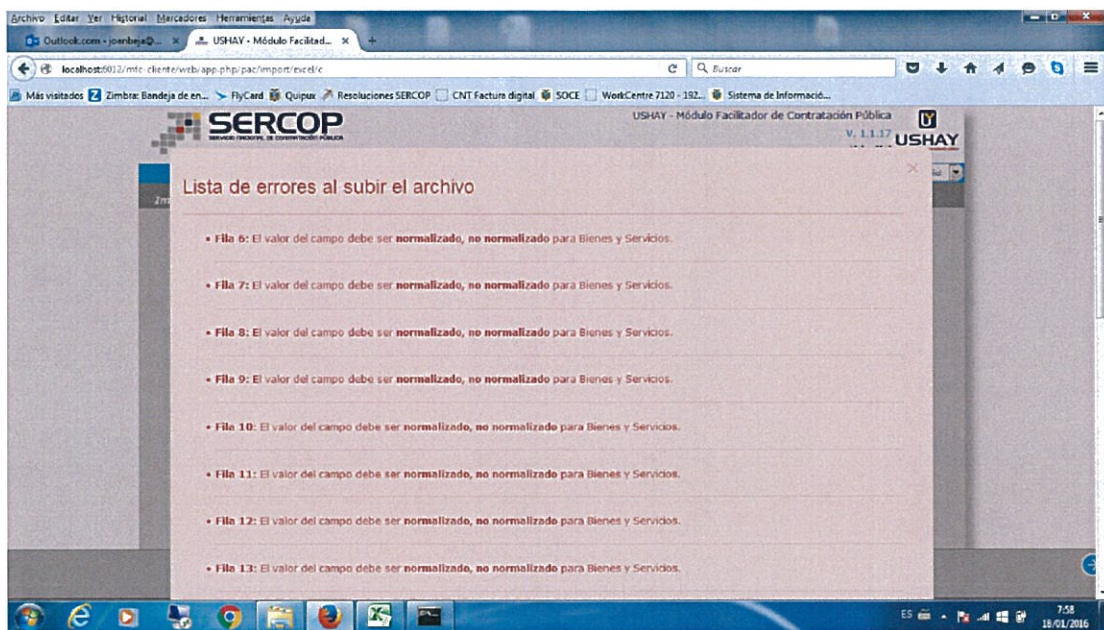 Archivo Editar Ver Historial Marcadores Herramientas Ayuda
Outlook.com - joanbeja@... × USHAY - Módulo Facilitad... × +
localhost:6012/mfc-cliente/web/app.php/pac/import/excel/c
Buscar
Más visitados Zimbra: Bandeja de en... FlyCard Quipux Resoluciones SERCOP CNT Factura digital SOCE WorkCentre 7120 - 192... Sistema de Informació...
SERCOP
SERVICIO NACIONAL DE CONTRATACIÓN PÚBLICA
USHAY - Módulo Facilitador de Contratación Pública
V. 1.1.17
USHAY
Im
Lista de errores al subir el archivo
×
• Fila 6: El valor del campo debe ser normalizado, no normalizado para Bienes y Servicios.
• Fila 7: El valor del campo debe ser normalizado, no normalizado para Bienes y Servicios.
• Fila 8: El valor del campo debe ser normalizado, no normalizado para Bienes y Servicios.
• Fila 9: El valor del campo debe ser normalizado, no normalizado para Bienes y Servicios.
• Fila 10: El valor del campo debe ser normalizado, no normalizado para Bienes y Servicios.
• Fila 11: El valor del campo debe ser normalizado, no normalizado para Bienes y Servicios.
• Fila 12: El valor del campo debe ser normalizado, no normalizado para Bienes y Servicios.
• Fila 13: El valor del campo debe ser normalizado, no normalizado para Bienes y Servicios.
ES
7:58
18/01/2016